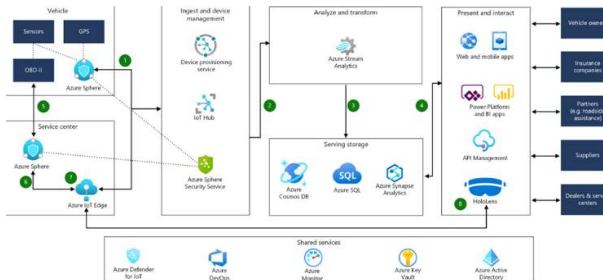 Vehicle
Sensors
GPS
OBD-II
Azure Sphere
1
5
Service center
Azure Sphere
6
7
Azure IoT Edge
Ingest and device
management
Device provisioning
service
IoT Hub
Azure Sphere
Security Service
2
Analyze and transform
Azure Stream
Analytics
3
4
Serving storage
Azure
Cosmos DB
SQL
Azure SQL
Azure Synapse
Analytics
Present and interact
Web and mobile apps
Power Platform
and BI apps
API Management
8
HoloLens
Vehicle owner
Insurance
companies
Partners
(e.g. roadside
assistance)
Suppliers
Dealers & service
centers
Shared services
Azure Defender
for IoT
Azure
DevOps
Azure
Monitor
Azure Key
Vault
Azure Active
Directory